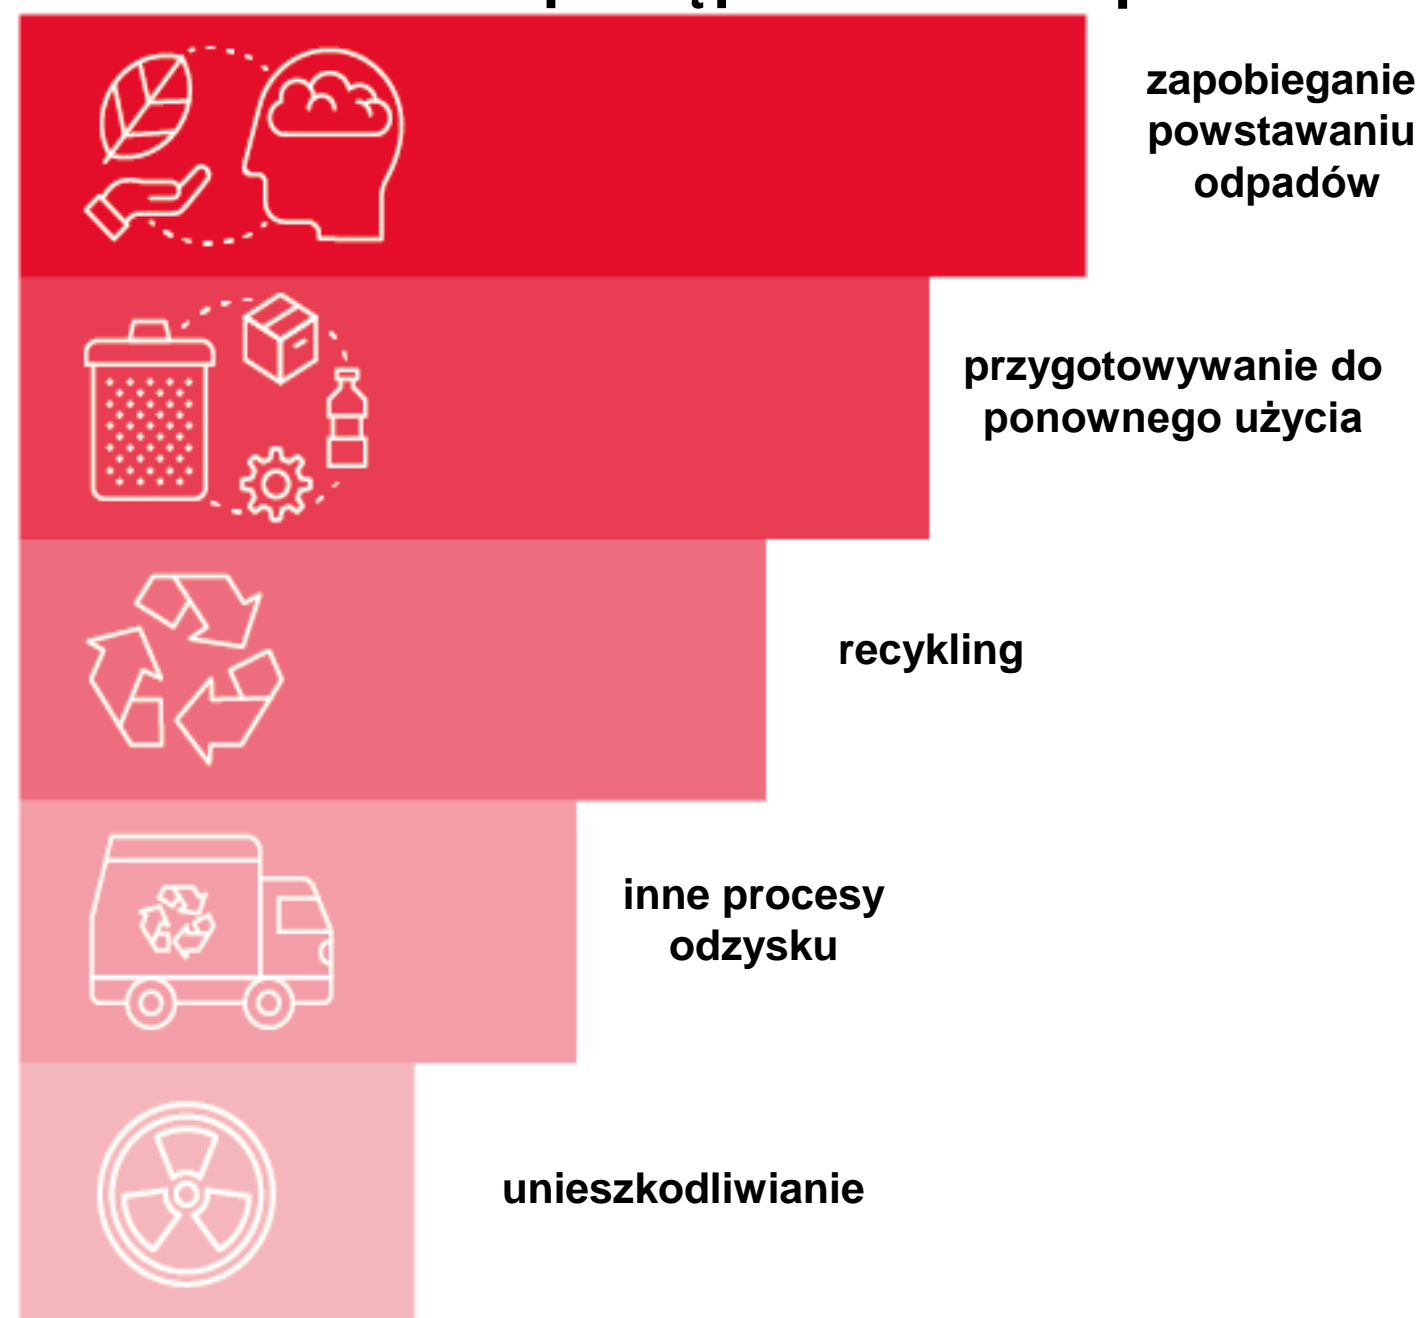 zapobieganie
powstawaniu
odpadów
przygotowywanie do
ponownego użycia
recykling
inne procesy
odzysku
unieszkodliwianie